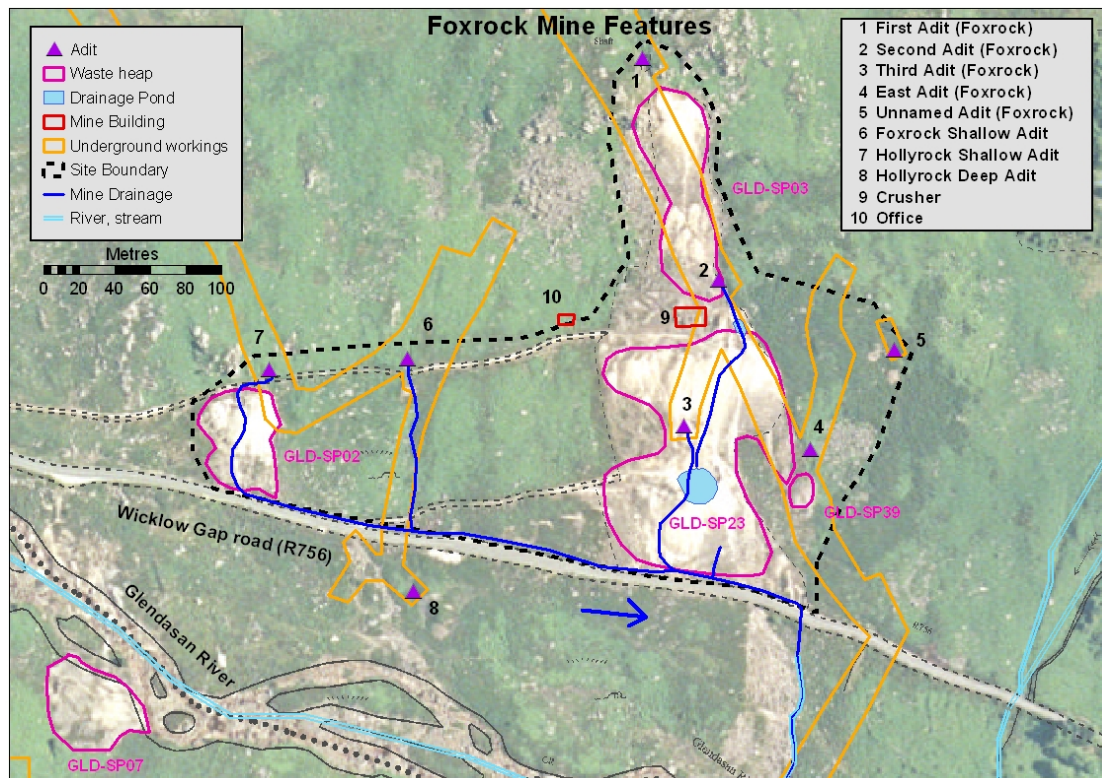 Foxrock Mine Features
Adit
Waste heap
Drainage Pond
Mine Building
Underground workings
Site Boundary
Mine Drainage
River, stream
Metres
0 20 40 60 80 100
1 First Adit (Foxrock)
2 Second Adit (Foxrock)
3 Third Adit (Foxrock)
4 East Adit (Foxrock)
5 Unnamed Adit (Foxrock)
6 Foxrock Shallow Adit
7 Hollyrock Shallow Adit
8 Hollyrock Deep Adit
9 Crusher
10 Office
Shaft
1
GLD-SP03
2
10
9
7
6
5
3
4
GLD-SP02
GLD-SP23
GLD-SP39
Wicklow Gap road (R756)
8
R756
Glendasan River
GLD-SP07